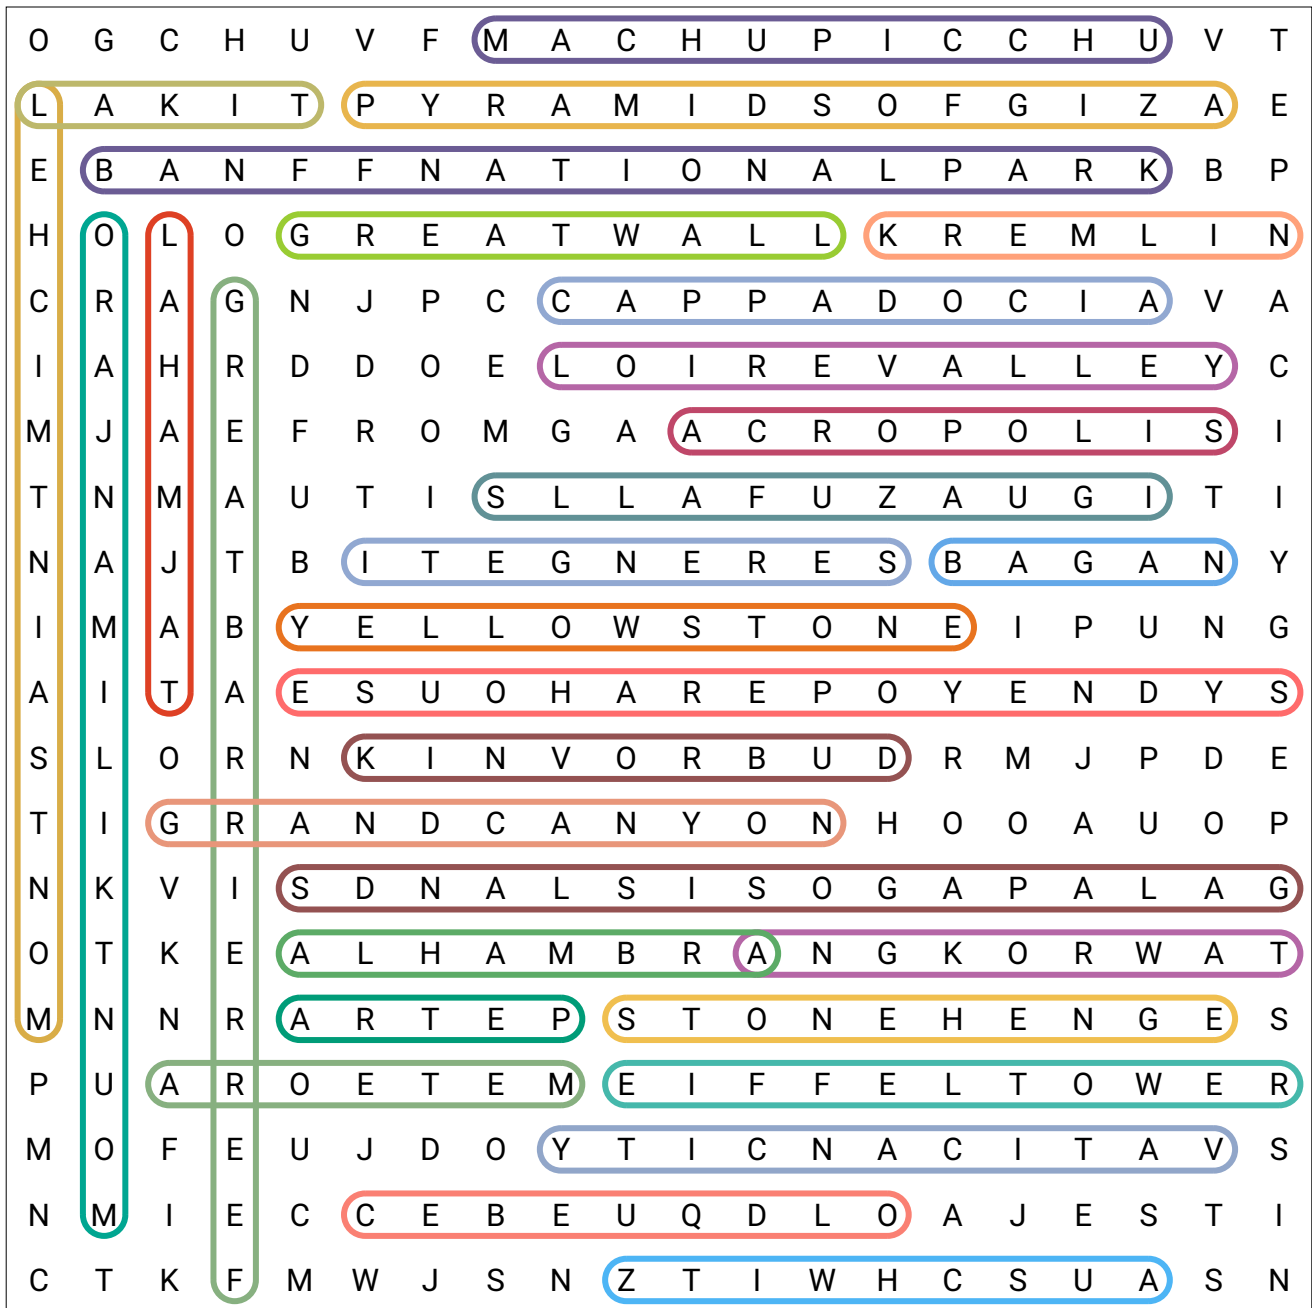 O G C H U V F M A C H U P I C C H U V T
L A K I T P Y R A M I D S O F G I Z A E
E B A N F F N A T I O N A L P A R K B P
H O L O G R E A T W A L L K R E M L I N
C R A G N J P C C A P P A D O C I A V A
I A H R D D O E L O I R E V A L L E Y C
M J A E F R O M G A A C R O P O L I S I
T N M A U T I S L L A F U Z A U G I T I
N A J T B I T E G N E R E S B A G A N Y
I M A B Y E L L O W S T O N E I P U N G
A I T A E S U O H A R E P O Y E N D Y S
S L O R N K I N V O R B U D R M J P D E
T I G R A N D C A N Y O N H O O A U O P
N K V I S D N A L S I S O G A P A L A G
O T K E A L H A M B R A N G K O R W A T
M N N R A R T E P S T O N E H E N G E S
P U A R O E T E M E I F F E L T O W E R
M O F E U J D O Y T I C N A C I T A V S
N M I E C C E B E U Q D L O A J E S T I
C T K F M W J S N Z T I W H C S U A S N